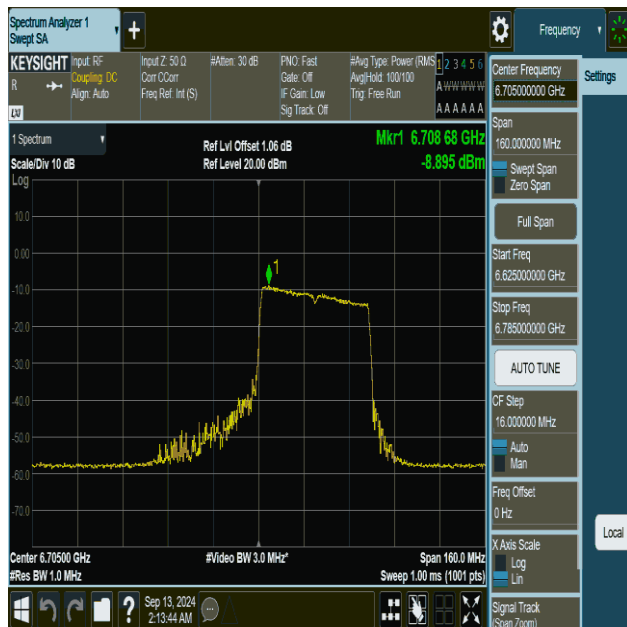 Spectrum Analyzer 1
Swept SA
+
Frequency
KEYSIGHT
R
LXI
Input: RF
Coupling: DC
Align: Auto
Input Z: 50 Ω
Corr CCorr
Freq Ref: Int (S)
#Atten: 30 dB
PNO: Fast
Gate: Off
IF Gain: Low
Sig Track: Off
#Avg Type: Power (RMS
Avg|Hold: 100/100
Trig: Free Run
1 2 3 4 5 6
A W W W W W
A A A A A A
Center Frequency
6.705000000 GHz
Settings
Span
160.000000 MHz
Swept Span
Zero Span
Full Span
Start Freq
6.625000000 GHz
Stop Freq
6.785000000 GHz
AUTO TUNE
CF Step
16.000000 MHz
Auto
Man
Freq Offset
0 Hz
X Axis Scale
Log
Lin
Local
Signal Track
(Span Zoom)
1 Spectrum
Scale/Div 10 dB
Log
Ref Lvl Offset 1.06 dB
Ref Level 20.00 dBm
Mkr1 6.708 68 GHz
-8.895 dBm
10.0
0.00
1
-10.0
-20.0
-30.0
-40.0
-50.0
-60.0
-70.0
Center 6.70500 GHz
#Res BW 1.0 MHz
#Video BW 3.0 MHz*
Span 160.0 MHz
Sweep 1.00 ms (1001 pts)
?
Sep 13, 2024
2:13:44 AM